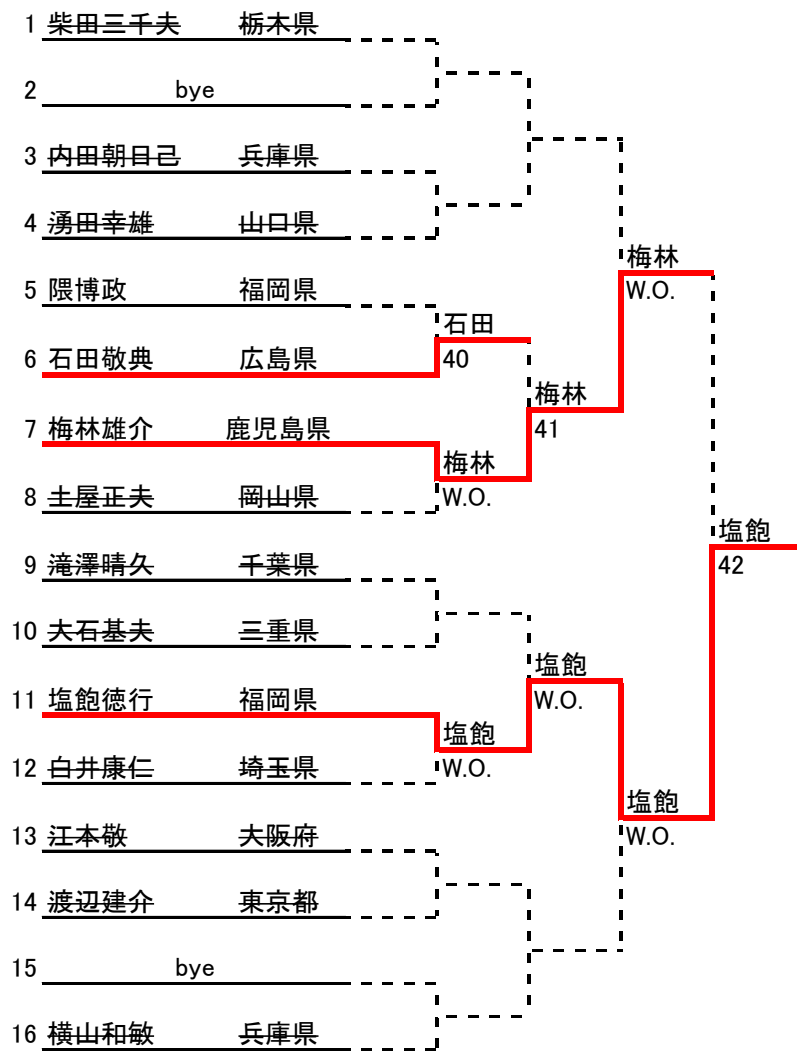 1 柴田三千夫 栃木県
2 bye
3 内田朝日己 兵庫県
4 湧田幸雄 山口県
梅林
5 隈博政 福岡県
W.O.
石田
6 石田敬典 広島県
40
梅林
7 梅林雄介 鹿児島県
41
梅林
8 土屋正夫 岡山県
W.O.
塩飽
9 滝澤晴久 千葉県
42
10 大石基夫 三重県
塩飽
11 塩飽徳行 福岡県
W.O.
塩飽
12 白井康仁 埼玉県
W.O.
塩飽
13 江本敬 大阪府
W.O.
14 渡辺建介 東京都
15 bye
16 横山和敏 兵庫県